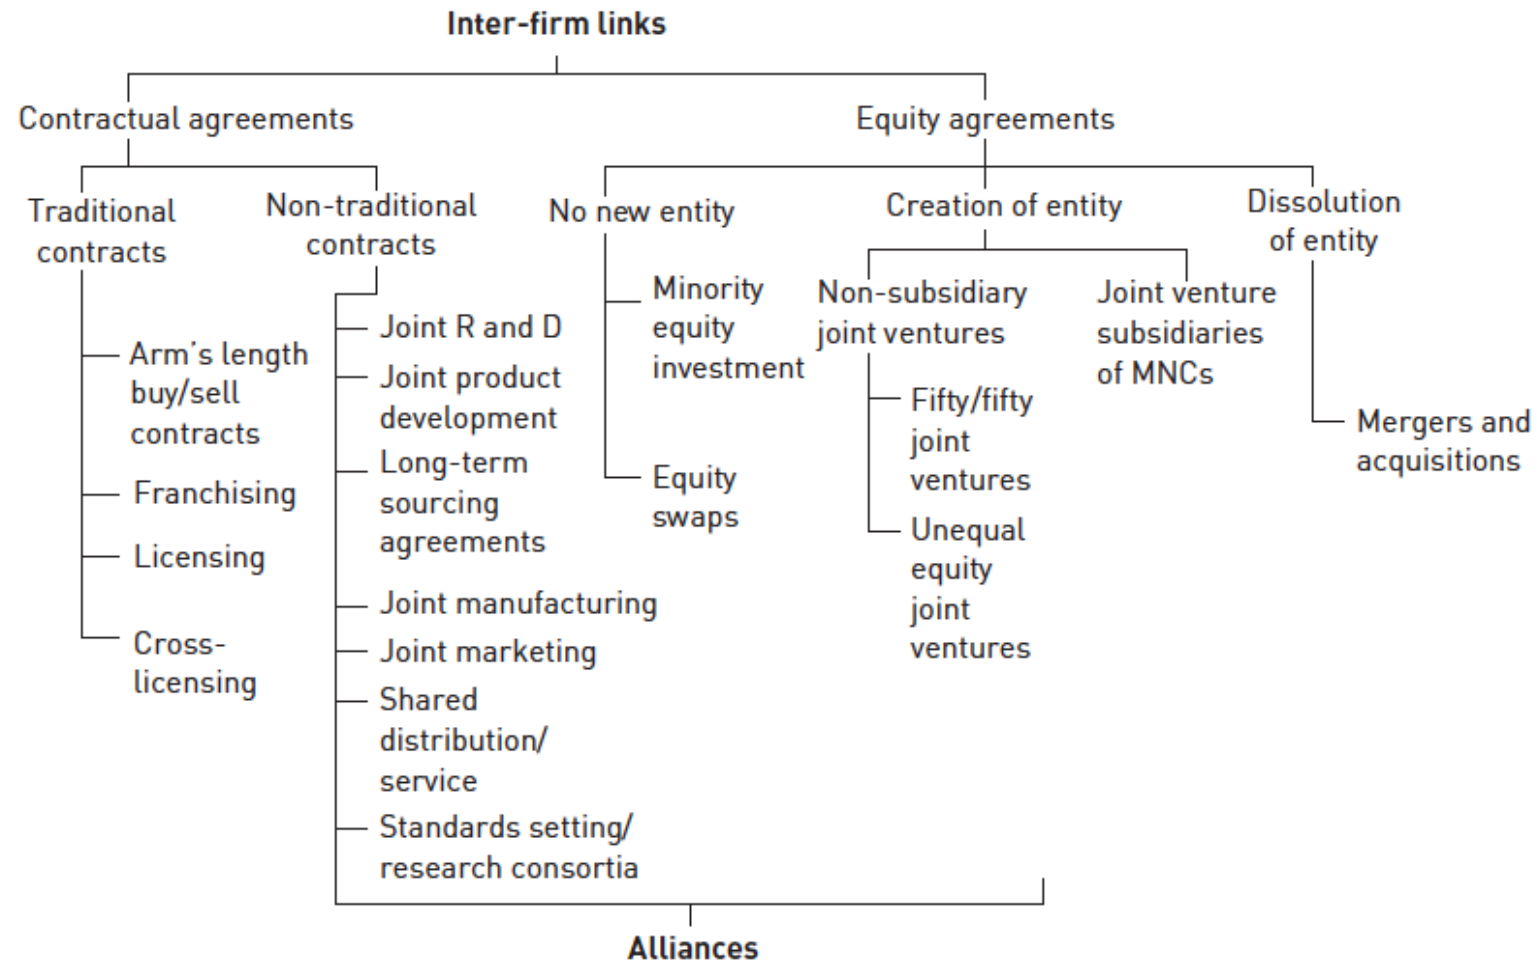 Inter-firm links
Contractual agreements
Equity agreements
Traditional
contracts
Non-traditional
contracts
No new entity
Creation of entity
Dissolution
of entity
Arm's length
buy/sell
contracts
Franchising
Licensing
Cross-
licensing
Joint R and D
Joint product
development
Long-term
sourcing
agreements
Joint manufacturing
Joint marketing
Shared
distribution/
service
Standards setting/
research consortia
Minority
equity
investment
Equity
swaps
Non-subsidiary
joint ventures
Fifty/fifty
joint
ventures
Unequal
equity
joint
ventures
Joint venture
subsidiaries
of MNCs
Mergers and
acquisitions
Alliances